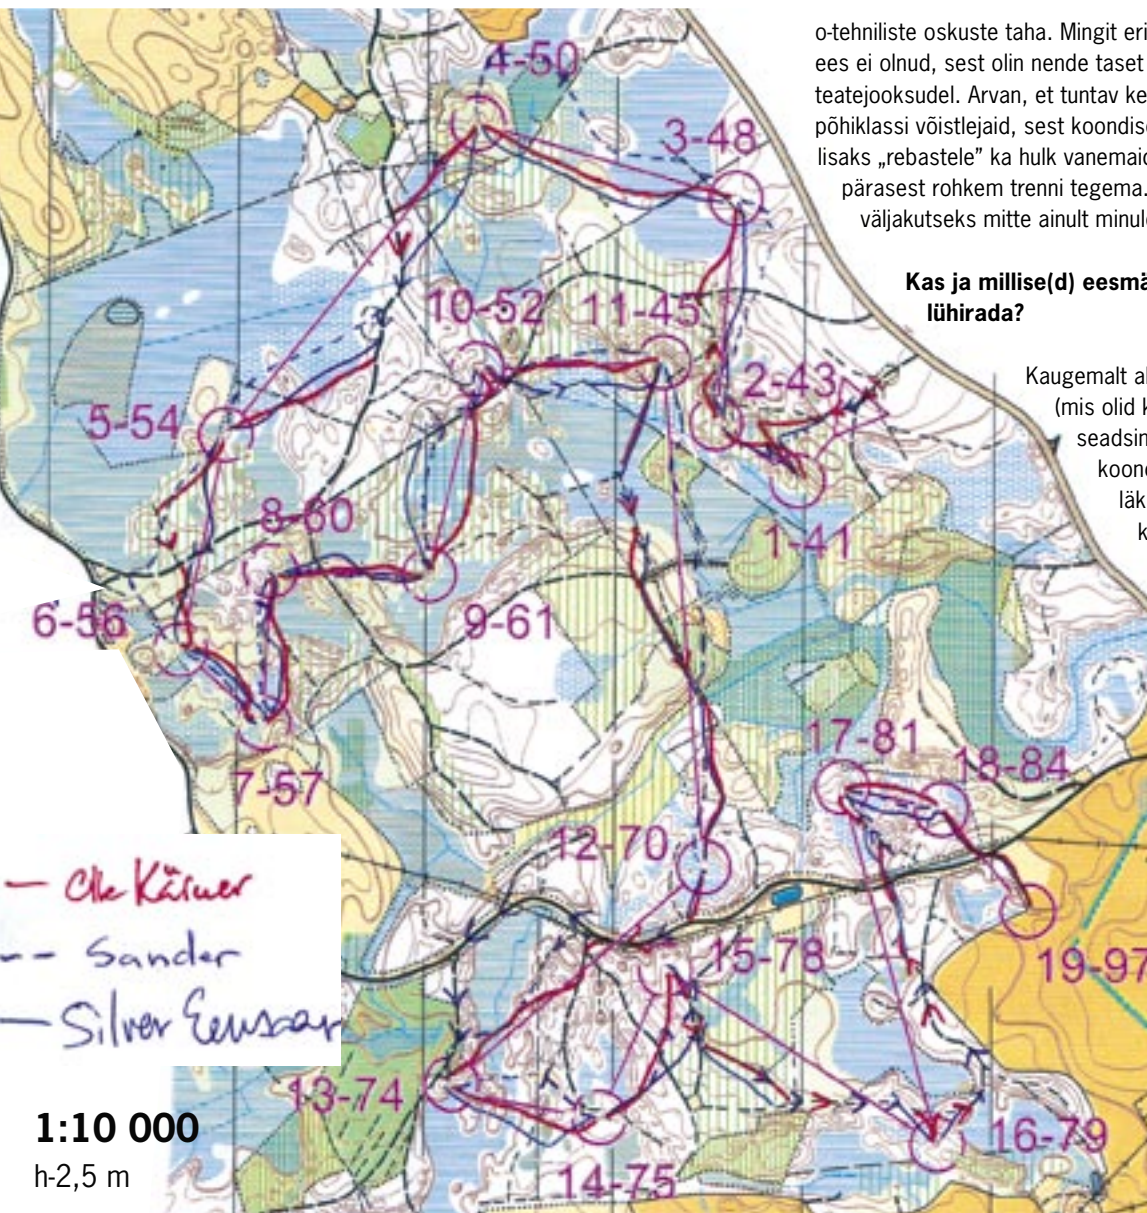 o-tehniliste oskuste taha. Mingit eri
ees ei olnud, sest olin nende taset
teatejooksudel. Arvan, et tuntav ke
põhiklassi võistlejaid, sest koondis
lisaks „rebastele” ka hulk vanemaid
pärasest rohkem trenni tegema.
väljakutseks mitte ainult minul
Kas ja millise(d) eesmä
lühirada?
Kaugemalt al
(mis olid k
seadsin
koond
läk
k
4-50
3-48
10-52
11-45
2-43
5-54
8-60
1-41
6-56
9-61
17-81
18-84
7-57
12-70
15-78
19-97
13-74
16-79
14-75
Sander
Silver Eensaar
1:10 000
h-2,5 m